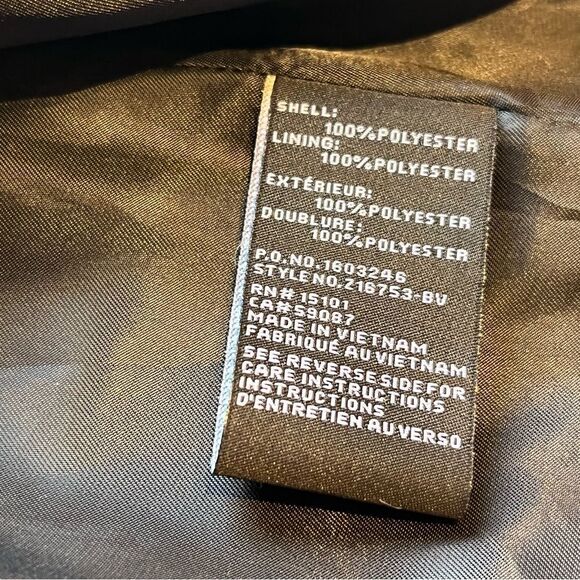 SHELL:
100%POLYESTER
LINING:
100%POLYESTER
EXTÉRIEUR:
100%POLYESTER
DOUBLURE:
100%POLYESTER
P.O.NO.1603246
STYLE NO.Z16753-BV
RN# 15101
CA#59087
MADE IN VIETNAM
FABRIQUÉ AU VIETNAM
SEE REVERSE SIDE FOR
CARE INSTRUCTIONS
INSTRUCTIONS
D'ENTRETIEN AU VERSO